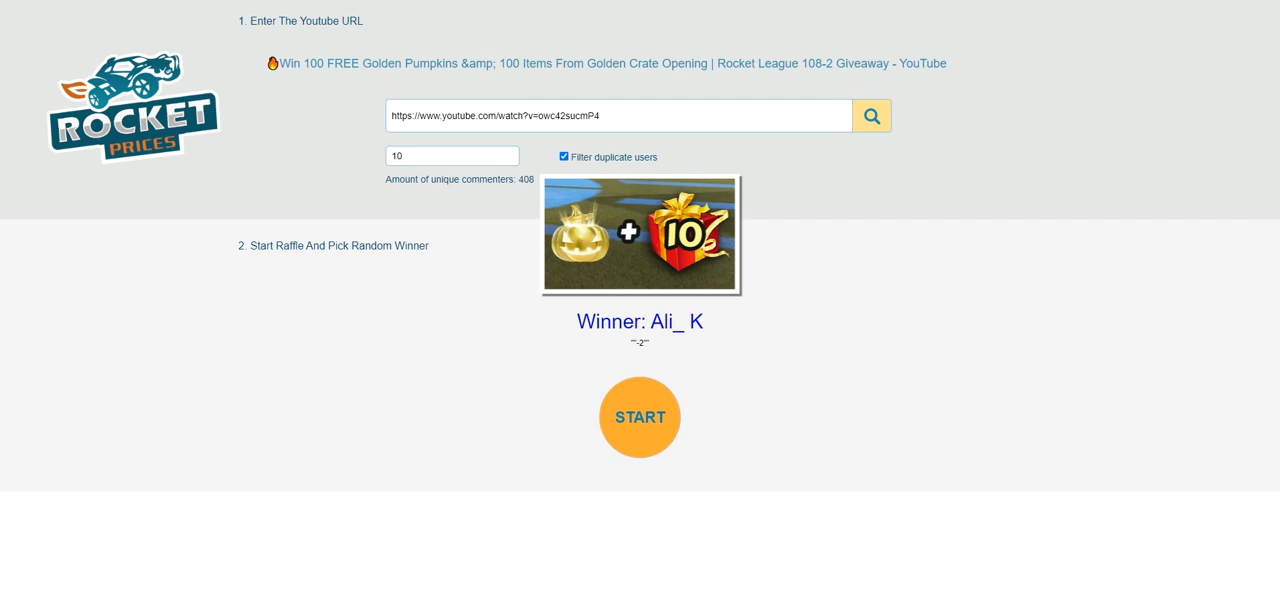 1. Enter The Youtube URL
🔥Win 100 FREE Golden Pumpkins &amp; 100 Items From Golden Crate Opening | Rocket League 108-2 Giveaway - YouTube
ROCKET
PRICES
https://www.youtube.com/watch?v=owc42sucmP4
10
Filter duplicate users
Amount of unique commenters: 408
+ 10
2. Start Raffle And Pick Random Winner
Winner: Ali_ K
""-2""
START